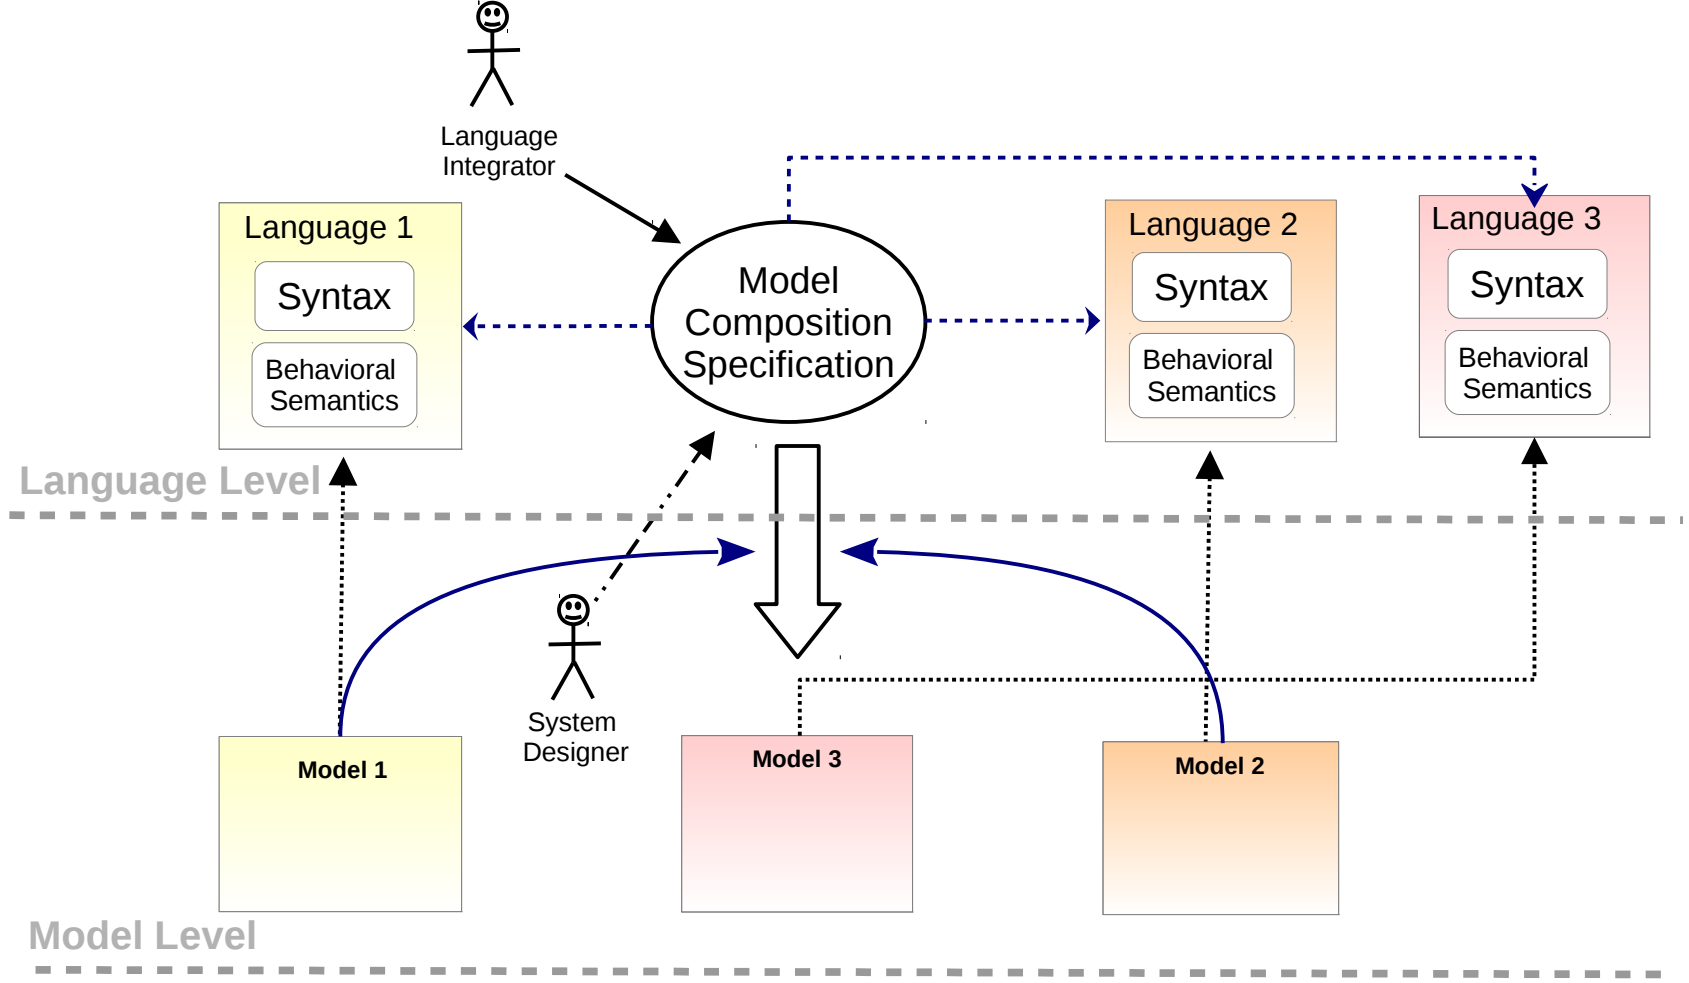 Language
Integrator
Language 1
Syntax
Behavioral
Semantics
Model
Composition
Specification
Language 2
Syntax
Behavioral
Semantics
Language 3
Syntax
Behavioral
Semantics
Language Level
System
Designer
Model 1
Model 3
Model 2
Model Level